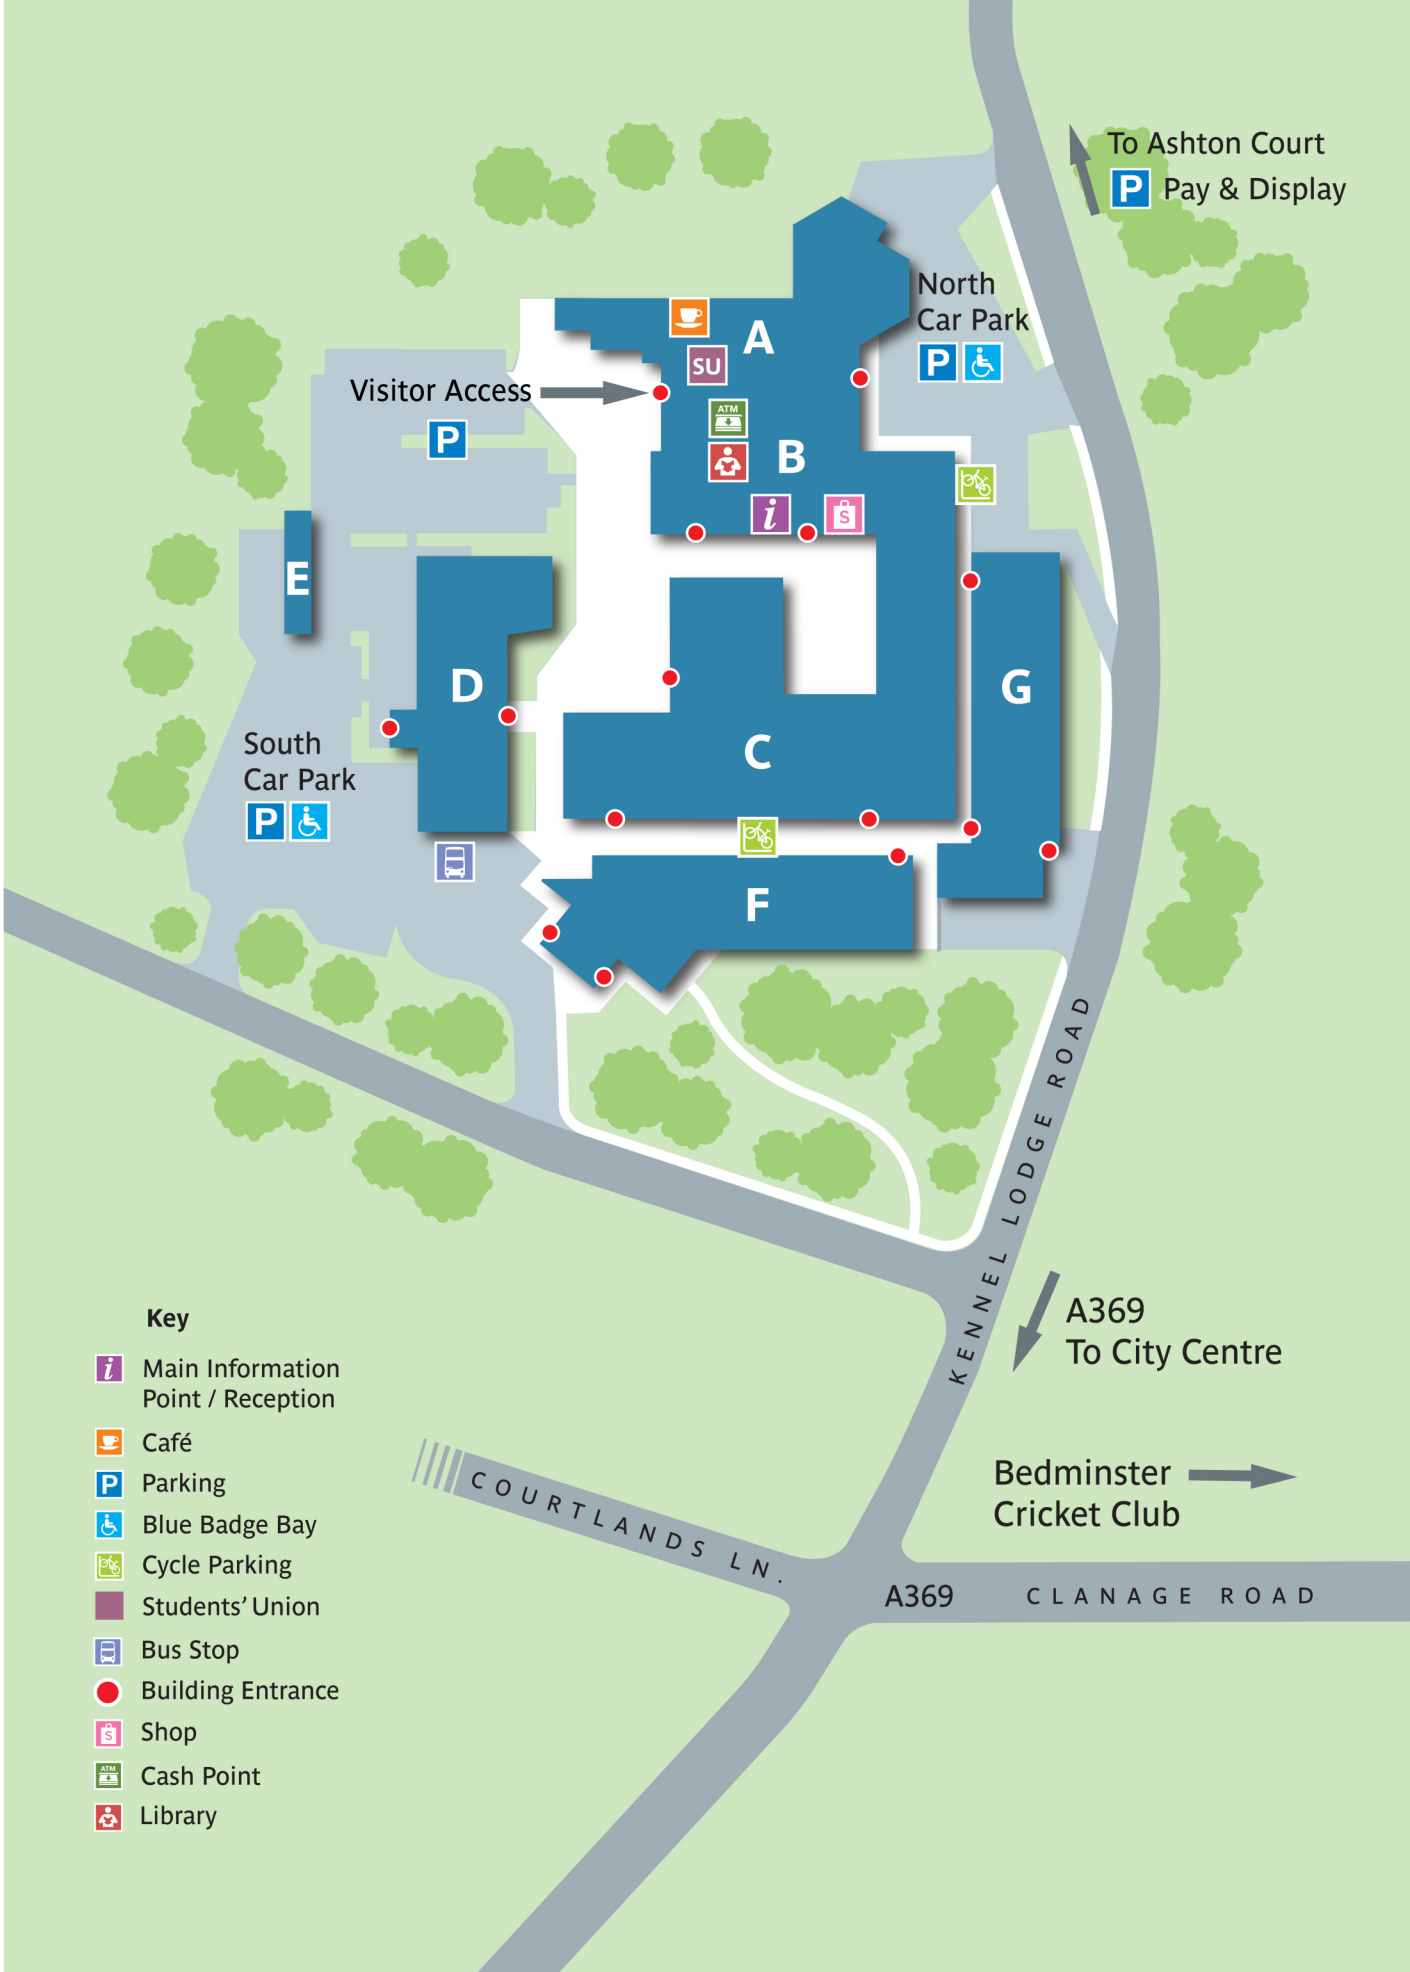 To Ashton Court
P Pay & Display
North
Car Park
P
A
SU
Visitor Access
ATM
P
B
i
S
E
D
G
South
Car Park
P
C
F
KENNEL LODGE ROAD
A369
To City Centre
Bedminster
Cricket Club
COURTLANDS LN.
A369 CLANAGE ROAD
Key
i Main Information
Point / Reception
Café
P Parking
Blue Badge Bay
Cycle Parking
Students' Union
Bus Stop
Building Entrance
S Shop
ATM Cash Point
Library